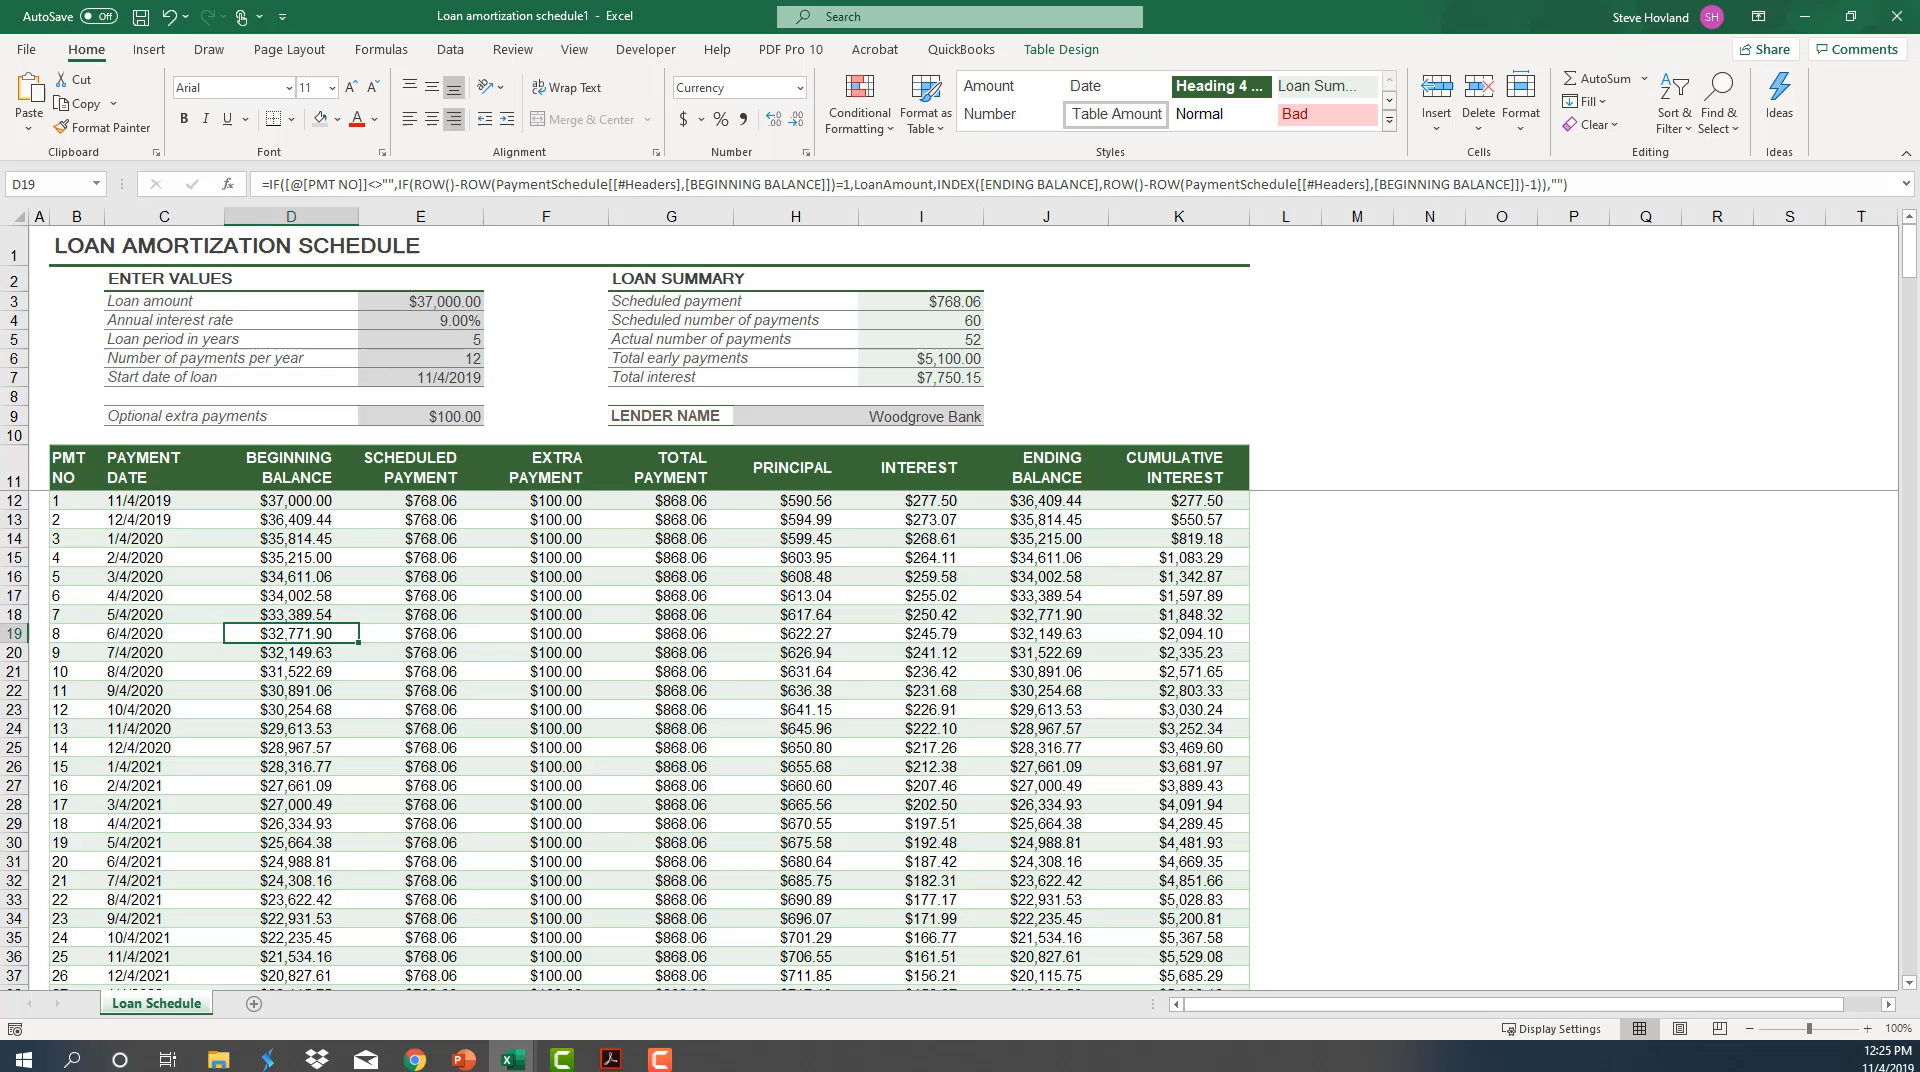 AutoSave Off
Loan amortization schedule1 - Excel
Search
Steve Hovland SH
File Home Insert Draw Page Layout Formulas Data Review View Developer Help PDF Pro 10 Acrobat QuickBooks Table Design Share Comments
Paste
Cut
Copy
Format Painter
Clipboard
Arial 11
B I U
Font
Wrap Text
Merge & Center
Alignment
Currency
$ % 9
Number
Conditional Formatting
Format as Table
Amount Date Heading 4 ... Loan Sum...
Number Table Amount Normal Bad
Styles
Insert Delete Format
Cells
AutoSum
Fill
Clear
Sort & Filter
Find & Select
Editing
Ideas
Ideas
D19 fx =IF([@[PMT NO]]<>"",IF(ROW()-ROW(PaymentSchedule[[#Headers],[BEGINNING BALANCE]])=1,LoanAmount,INDEX([ENDING BALANCE],ROW()-ROW(PaymentSchedule[[#Headers],[BEGINNING BALANCE]])-1)),"")
A B C D E F G H I J K L M N O P Q R S T
1 LOAN AMORTIZATION SCHEDULE
2 ENTER VALUES LOAN SUMMARY
3 Loan amount $37,000.00 Scheduled payment $768.06
4 Annual interest rate 9.00% Scheduled number of payments 60
5 Loan period in years 5 Actual number of payments 52
6 Number of payments per year 12 Total early payments $5,100.00
7 Start date of loan 11/4/2019 Total interest $7,750.15
8
9 Optional extra payments $100.00 LENDER NAME Woodgrove Bank
10
11 PMT NO PAYMENT DATE BEGINNING BALANCE SCHEDULED PAYMENT EXTRA PAYMENT TOTAL PAYMENT PRINCIPAL INTEREST ENDING BALANCE CUMULATIVE INTEREST
12 1 11/4/2019 $37,000.00 $768.06 $100.00 $868.06 $590.56 $277.50 $36,409.44 $277.50
13 2 12/4/2019 $36,409.44 $768.06 $100.00 $868.06 $594.99 $273.07 $35,814.45 $550.57
14 3 1/4/2020 $35,814.45 $768.06 $100.00 $868.06 $599.45 $268.61 $35,215.00 $819.18
15 4 2/4/2020 $35,215.00 $768.06 $100.00 $868.06 $603.95 $264.11 $34,611.06 $1,083.29
16 5 3/4/2020 $34,611.06 $768.06 $100.00 $868.06 $608.48 $259.58 $34,002.58 $1,342.87
17 6 4/4/2020 $34,002.58 $768.06 $100.00 $868.06 $613.04 $255.02 $33,389.54 $1,597.89
18 7 5/4/2020 $33,389.54 $768.06 $100.00 $868.06 $617.64 $250.42 $32,771.90 $1,848.32
19 8 6/4/2020 $32,771.90 $768.06 $100.00 $868.06 $622.27 $245.79 $32,149.63 $2,094.10
20 9 7/4/2020 $32,149.63 $768.06 $100.00 $868.06 $626.94 $241.12 $31,522.69 $2,335.23
21 10 8/4/2020 $31,522.69 $768.06 $100.00 $868.06 $631.64 $236.42 $30,891.06 $2,571.65
22 11 9/4/2020 $30,891.06 $768.06 $100.00 $868.06 $636.38 $231.68 $30,254.68 $2,803.33
23 12 10/4/2020 $30,254.68 $768.06 $100.00 $868.06 $641.15 $226.91 $29,613.53 $3,030.24
24 13 11/4/2020 $29,613.53 $768.06 $100.00 $868.06 $645.96 $222.10 $28,967.57 $3,252.34
25 14 12/4/2020 $28,967.57 $768.06 $100.00 $868.06 $650.80 $217.26 $28,316.77 $3,469.60
26 15 1/4/2021 $28,316.77 $768.06 $100.00 $868.06 $655.68 $212.38 $27,661.09 $3,681.97
27 16 2/4/2021 $27,661.09 $768.06 $100.00 $868.06 $660.60 $207.46 $27,000.49 $3,889.43
28 17 3/4/2021 $27,000.49 $768.06 $100.00 $868.06 $665.56 $202.50 $26,334.93 $4,091.94
29 18 4/4/2021 $26,334.93 $768.06 $100.00 $868.06 $670.55 $197.51 $25,664.38 $4,289.45
30 19 5/4/2021 $25,664.38 $768.06 $100.00 $868.06 $675.58 $192.48 $24,988.81 $4,481.93
31 20 6/4/2021 $24,988.81 $768.06 $100.00 $868.06 $680.64 $187.42 $24,308.16 $4,669.35
32 21 7/4/2021 $24,308.16 $768.06 $100.00 $868.06 $685.75 $182.31 $23,622.42 $4,851.66
33 22 8/4/2021 $23,622.42 $768.06 $100.00 $868.06 $690.89 $177.17 $22,931.53 $5,028.83
34 23 9/4/2021 $22,931.53 $768.06 $100.00 $868.06 $696.07 $171.99 $22,235.45 $5,200.81
35 24 10/4/2021 $22,235.45 $768.06 $100.00 $868.06 $701.29 $166.77 $21,534.16 $5,367.58
36 25 11/4/2021 $21,534.16 $768.06 $100.00 $868.06 $706.55 $161.51 $20,827.61 $5,529.08
37 26 12/4/2021 $20,827.61 $768.06 $100.00 $868.06 $711.85 $156.21 $20,115.75 $5,685.29
Loan Schedule
Display Settings 100%
12:25 PM
11/4/2019